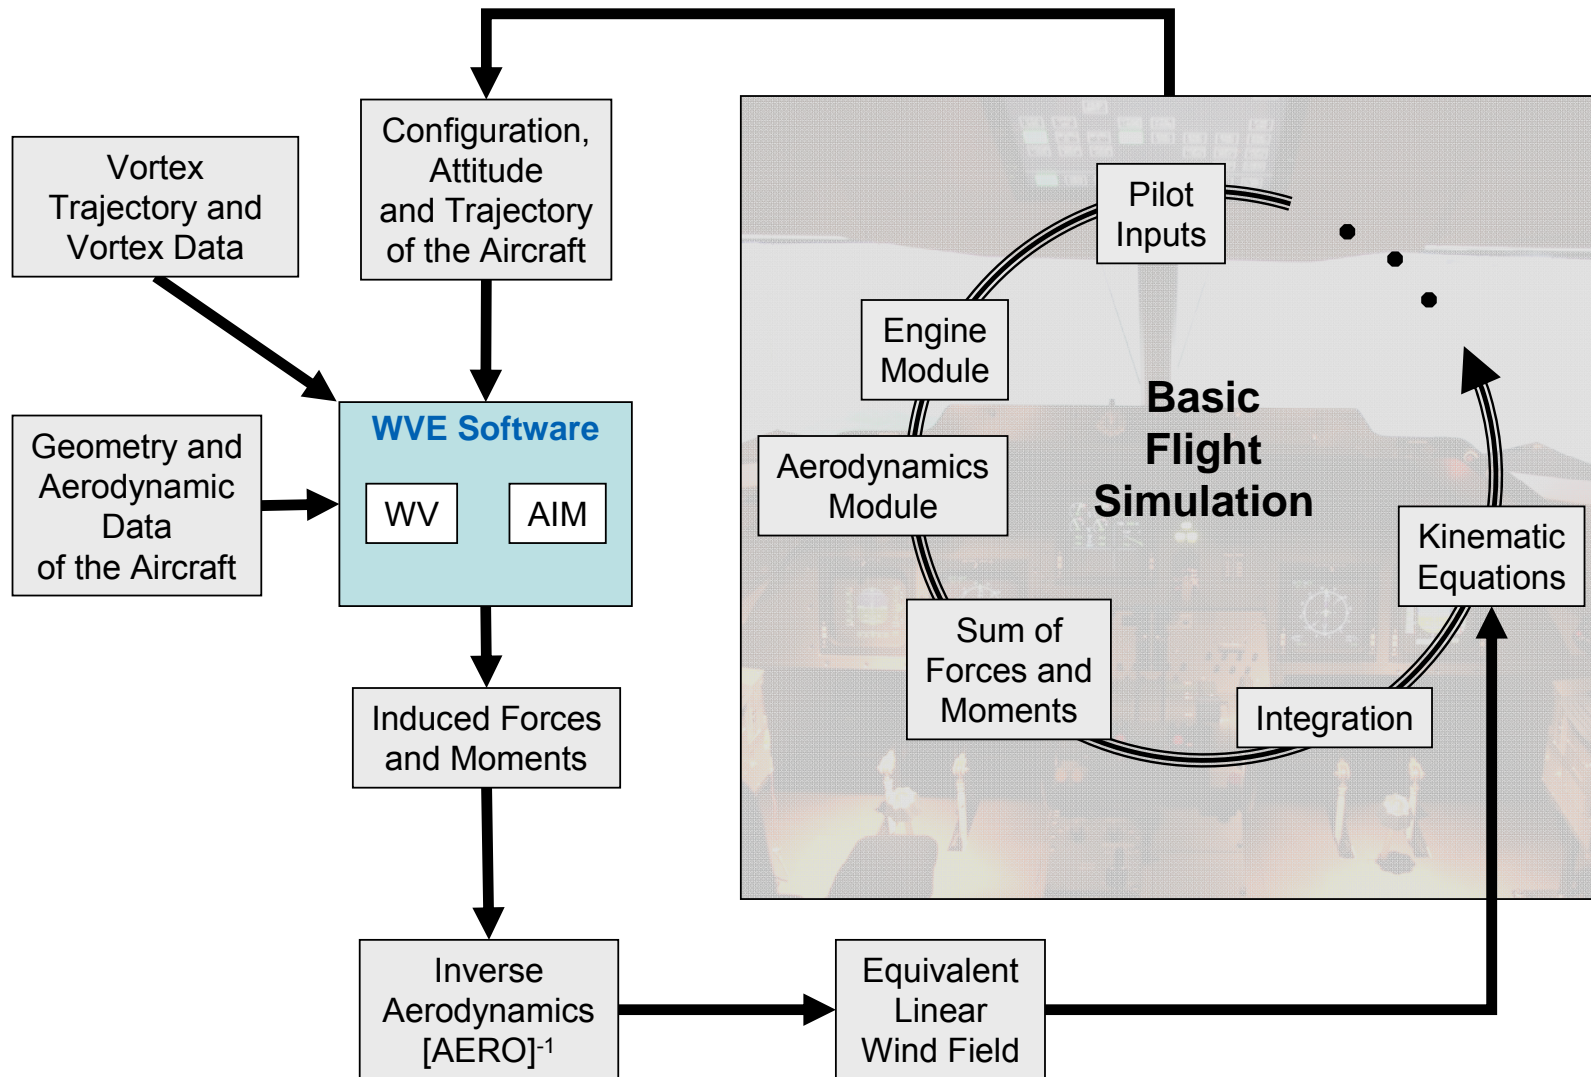 Configuration,
Attitude
and Trajectory
of the Aircraft
Vortex
Trajectory and
Vortex Data
Geometry and
Aerodynamic
Data
of the Aircraft
WVE Software
WV
AIM
Induced Forces
and Moments
Inverse
Aerodynamics
[AERO]-1
Equivalent
Linear
Wind Field
Basic
Flight
Simulation
Pilot
Inputs
Engine
Module
Aerodynamics
Module
Sum of
Forces and
Moments
Integration
Kinematic
Equations